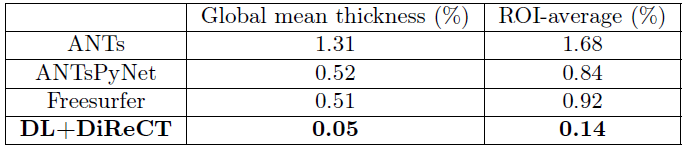 Global mean thickness (%) ROI-average (%)
ANTs 1.31 1.68
ANTsPyNet 0.52 0.84
Freesurfer 0.51 0.92
DL+DiReCT 0.05 0.14